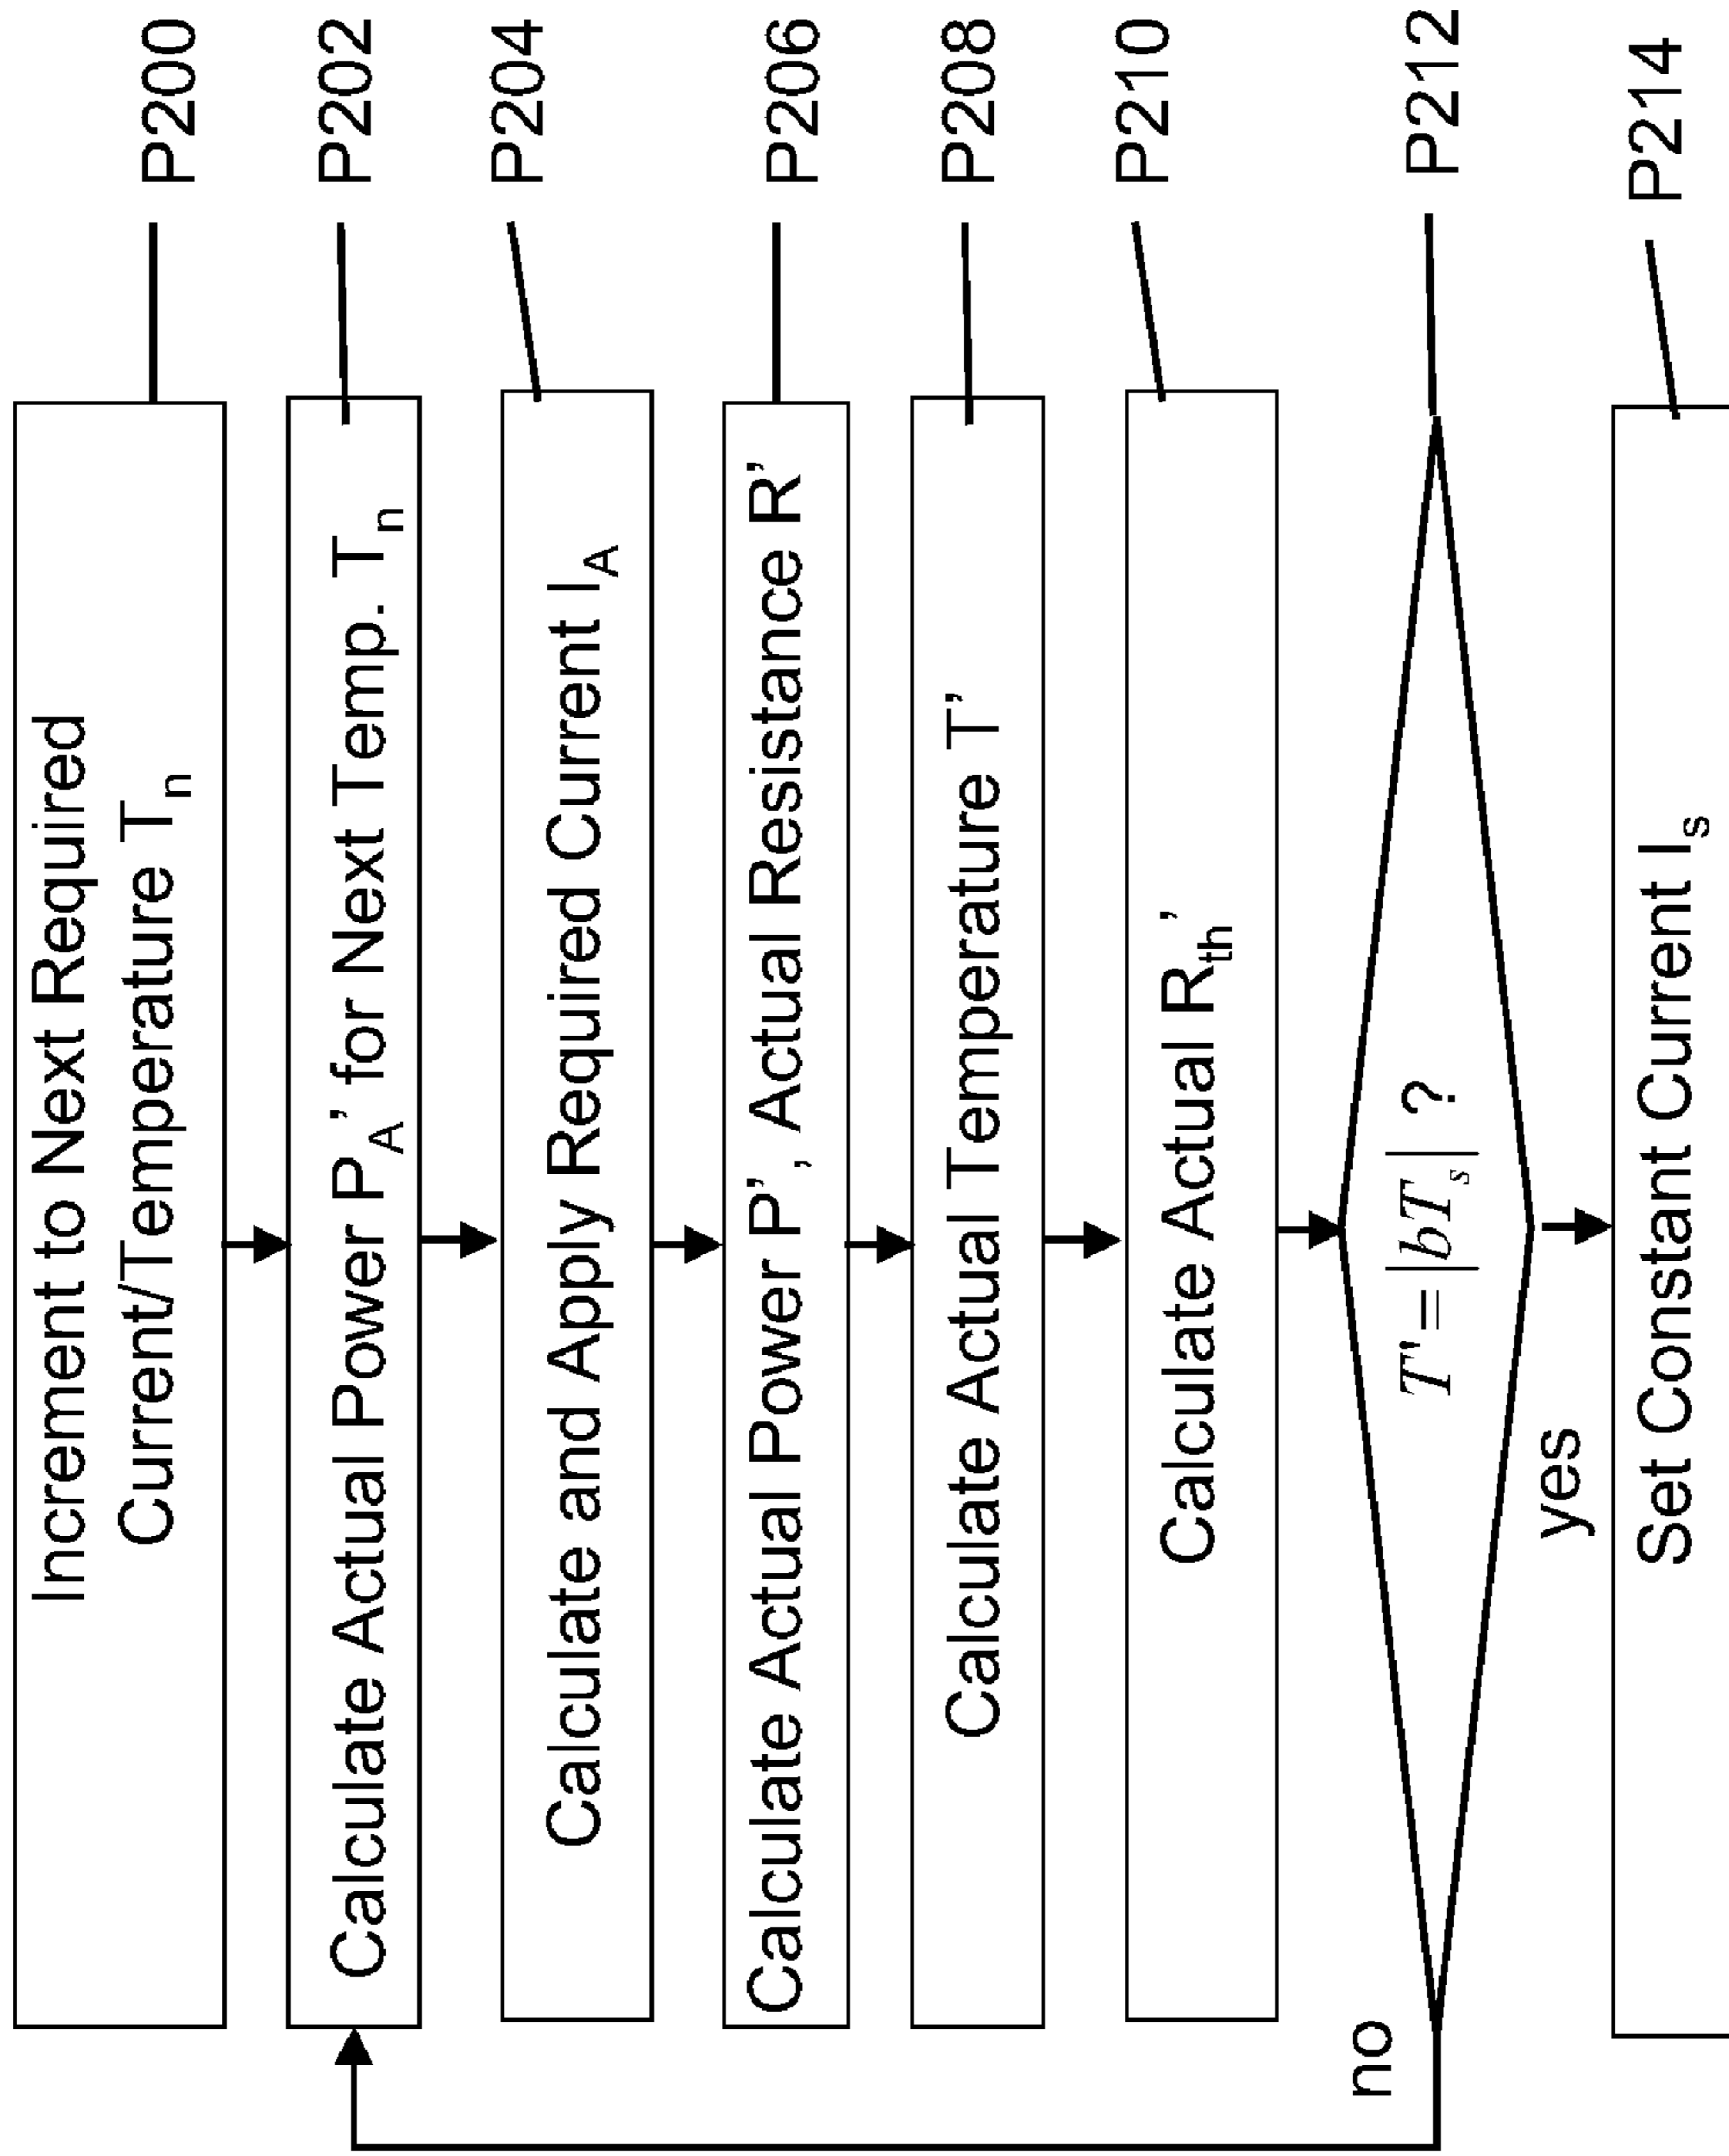 Increment to Next Required
Current/Temperature Tn
P200
Calculate Actual Power PA’ for Next Temp. Tn
P202
Calculate and Apply Required Current IA
P204
Calculate Actual Power P’, Actual Resistance R’
P206
Calculate Actual Temperature T’
P208
Calculate Actual Rth’
P210
T'=|bTs| ?
P212
no
yes
Set Constant Current Is
P214